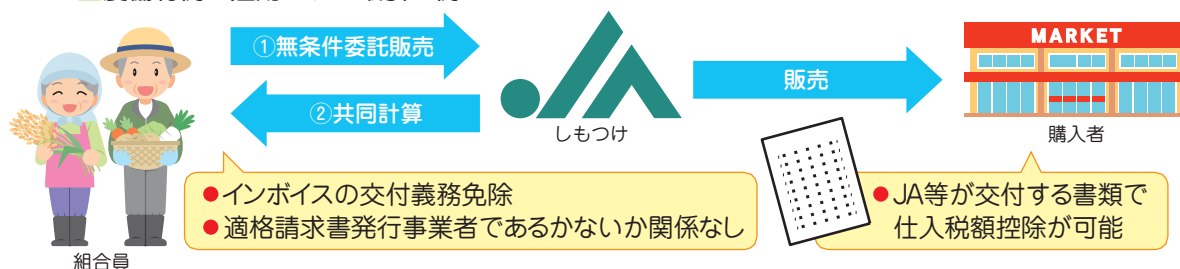 MARKET
①無条件委託販売
②共同計算
販売
JA
しもつけ
購入者
●インボイスの交付義務免除
●適格請求書発行事業者であるかないか関係なし
●JA等が交付する書類で
仕入税額控除が可能
組合員